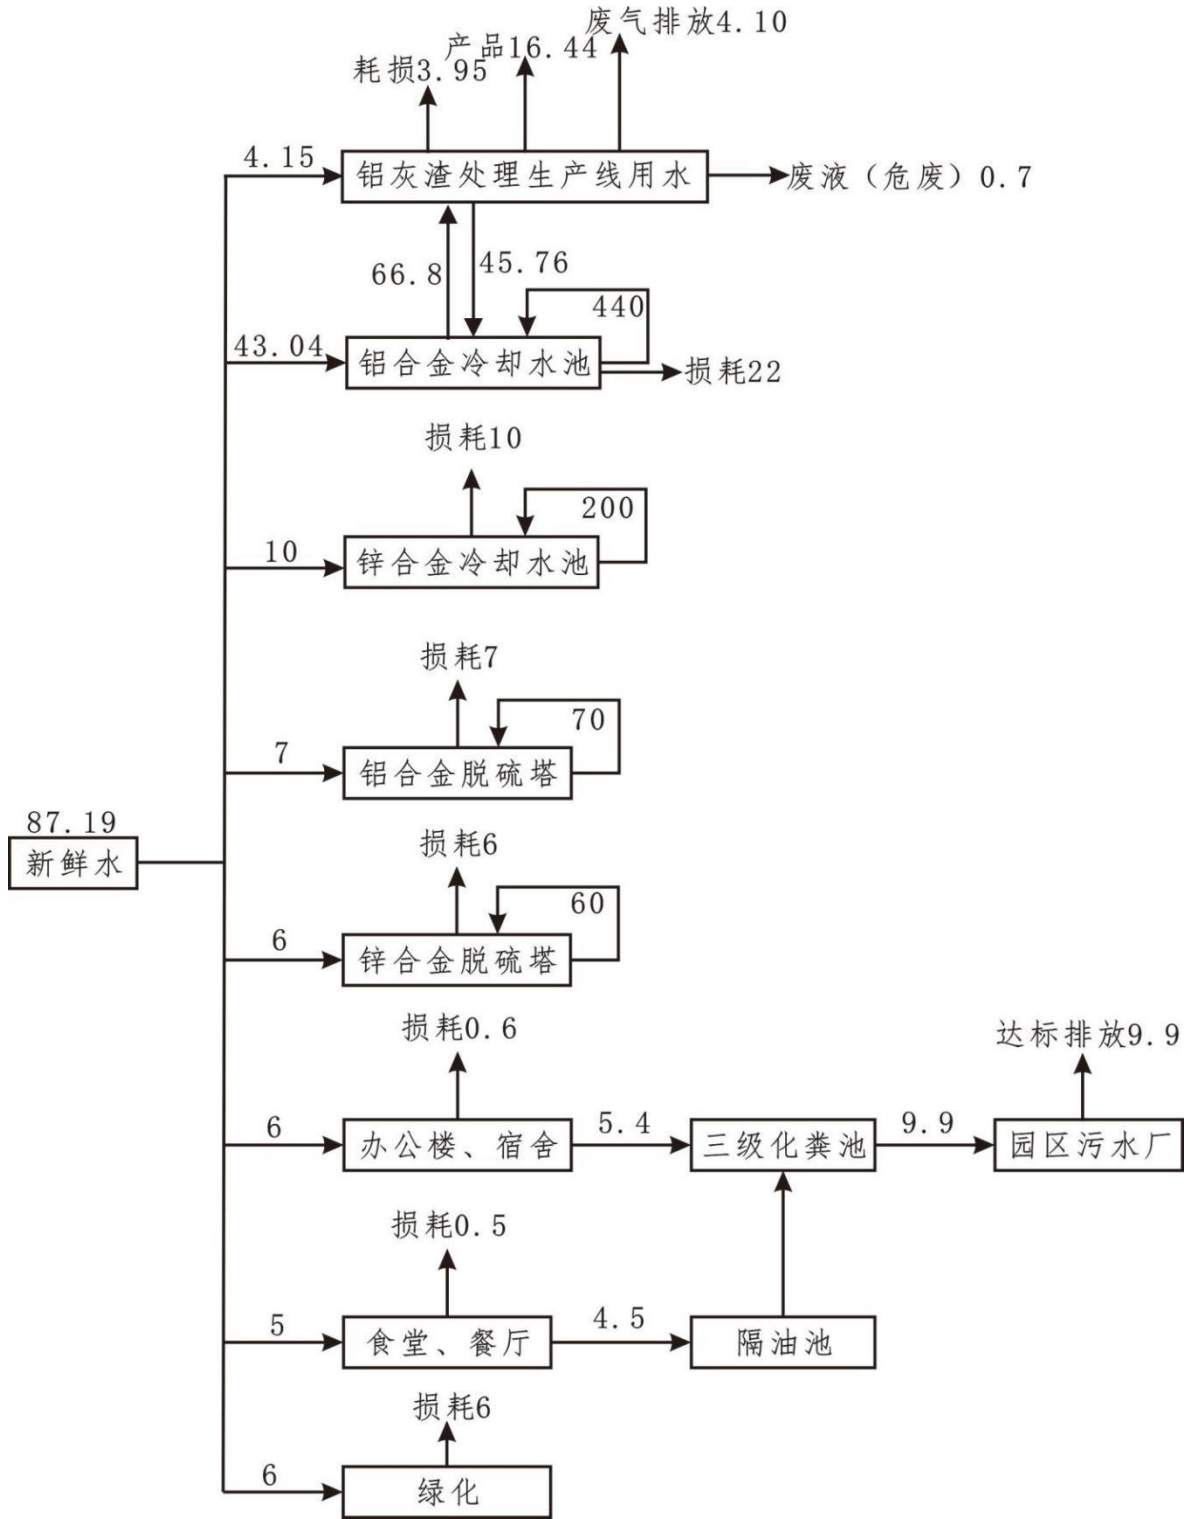 废气排放4.10
产品16.44
耗损3.95
4.15
铝灰渣处理生产线用水
废液（危废）0.7
66.8
45.76
440
43.04
铝合金冷却水池
损耗22
损耗10
200
10
锌合金冷却水池
损耗7
70
7
铝合金脱硫塔
87.19
新鲜水
损耗6
60
6
锌合金脱硫塔
损耗0.6
达标排放9.9
6
办公楼、宿舍
5.4
三级化粪池
9.9
园区污水厂
损耗0.5
5
食堂、餐厅
4.5
隔油池
损耗6
6
绿化